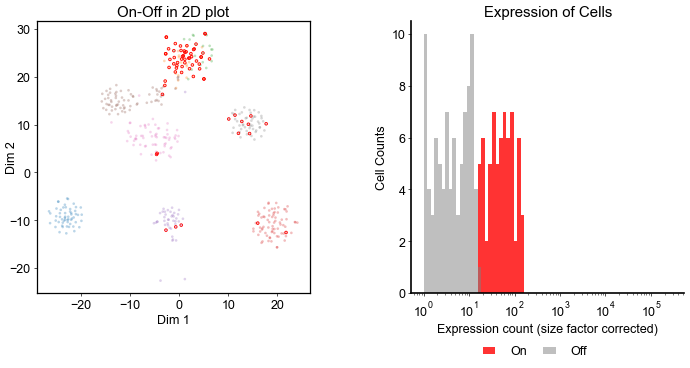 On-Off in 2D plot
30
20
10
0
−10
−20
Dim 2
−20 −10 0 10 20
Dim 1
Expression of Cells
10
8
6
4
2
0
Cell Counts
10^0 10^1 10^2 10^3 10^4 10^5
Expression count (size factor corrected)
On Off